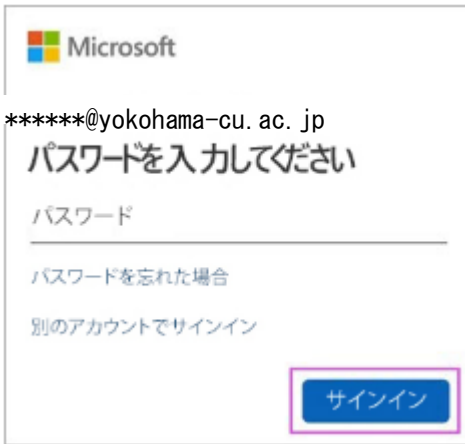 Microsoft
******@yokohama-cu.ac.jp
パスワードを入力してください
パスワード
パスワードを忘れた場合
別のアカウントでサインイン
サインイン